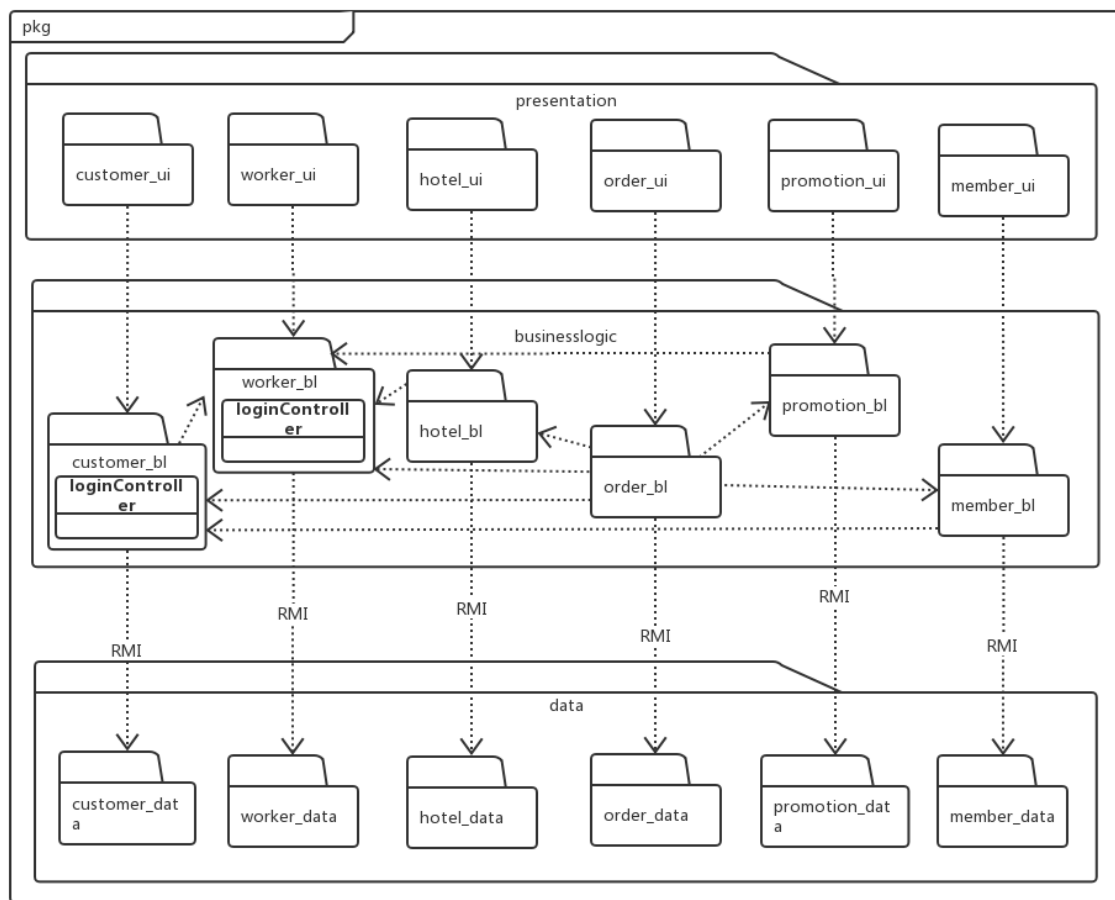 pkg
presentation
customer_ui
worker_ui
hotel_ui
order_ui
promotion_ui
member_ui
businesslogic
worker_bl
loginControll
er
hotel_bl
promotion_bl
customer_bl
loginControll
er
order_bl
member_bl
RMI
RMI
RMI
RMI
RMI
RMI
data
customer_dat
a
worker_data
hotel_data
order_data
promotion_dat
a
member_data